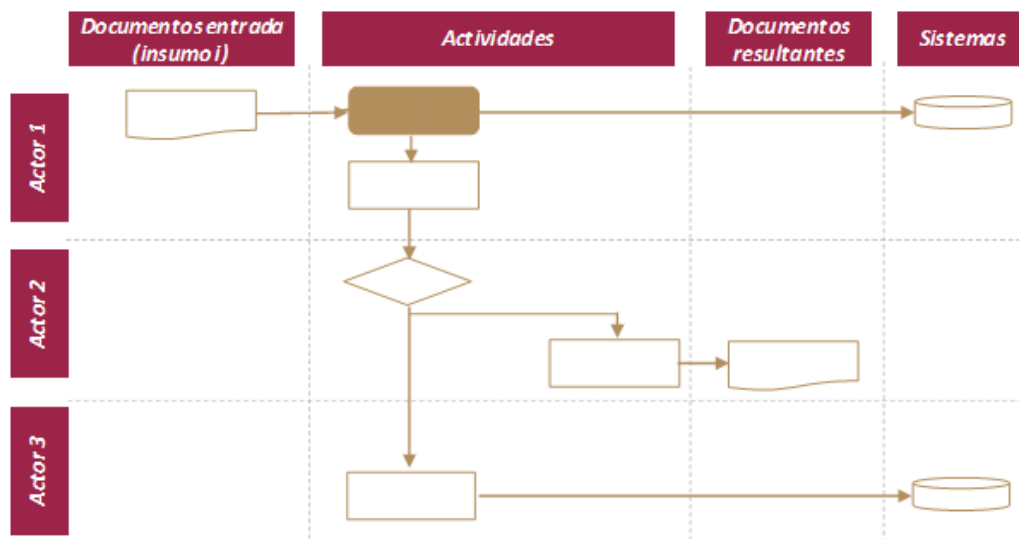 Documentos entrada
(insumo i)
Actividades
Documentos
resultantes
Sistemas
Actor 1
Actor 2
Actor 3